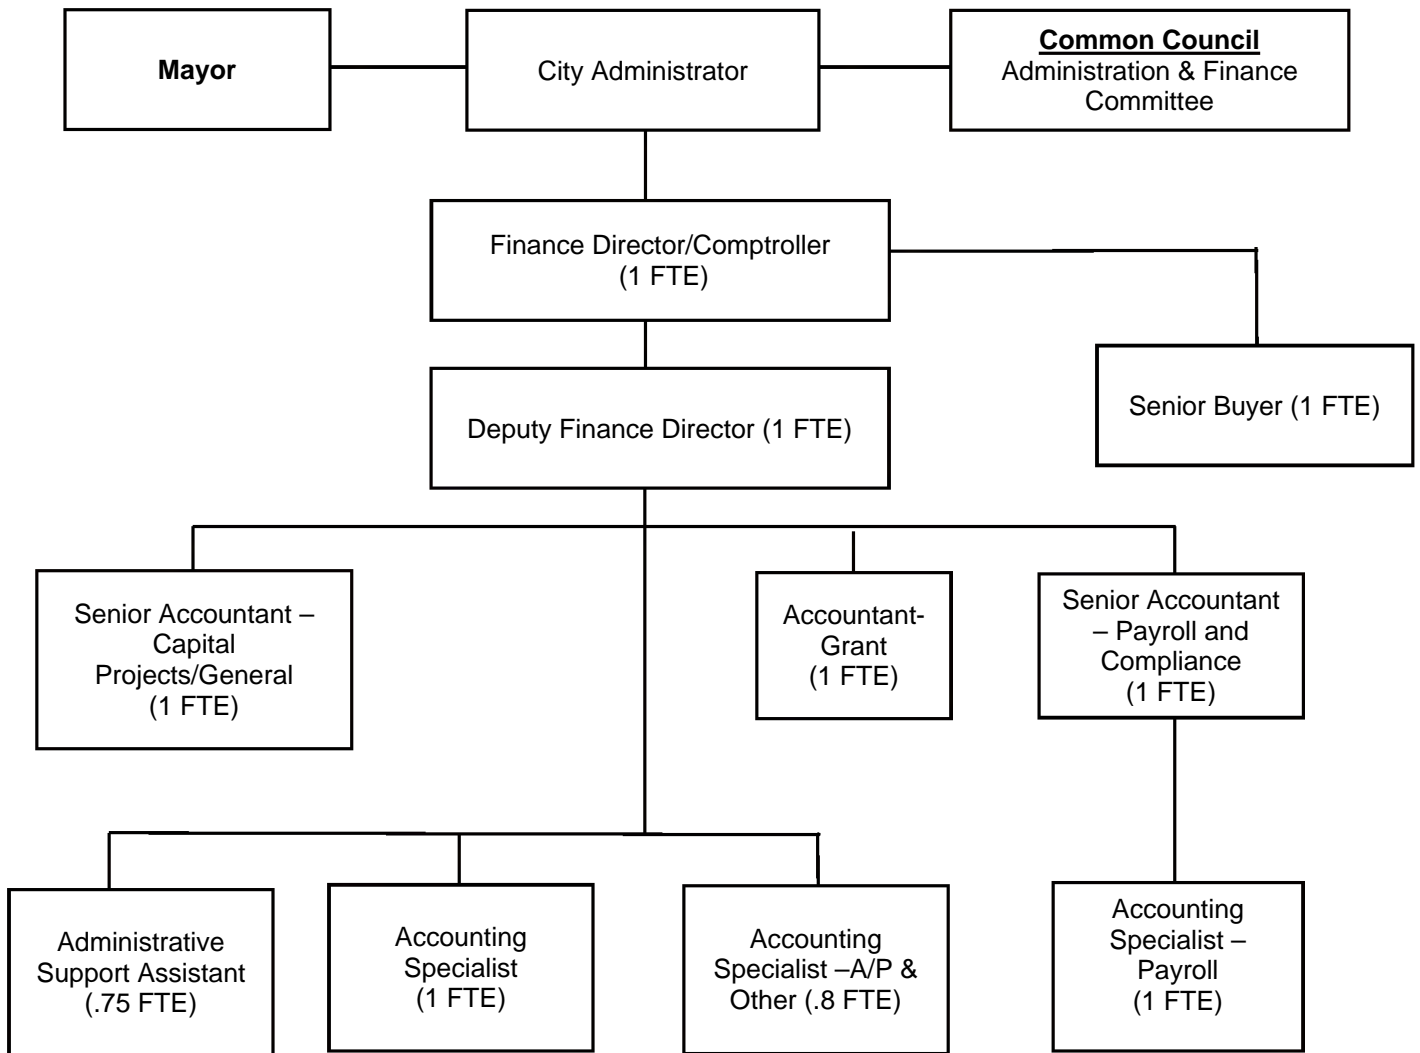 Mayor
City Administrator
Common Council
Administration & Finance
Committee
Finance Director/Comptroller
(1 FTE)
Senior Buyer (1 FTE)
Deputy Finance Director (1 FTE)
Senior Accountant –
Capital
Projects/General
(1 FTE)
Accountant-
Grant
(1 FTE)
Senior Accountant
– Payroll and
Compliance
(1 FTE)
Administrative
Support Assistant
(.75 FTE)
Accounting
Specialist
(1 FTE)
Accounting
Specialist –A/P &
Other (.8 FTE)
Accounting
Specialist –
Payroll
(1 FTE)